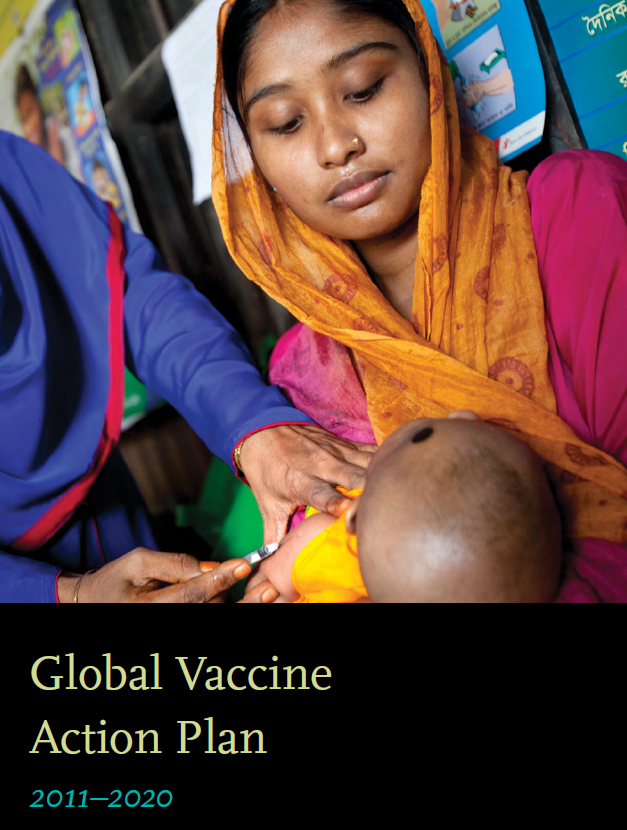 দৈনিক
Global Vaccine
Action Plan
2011–2020